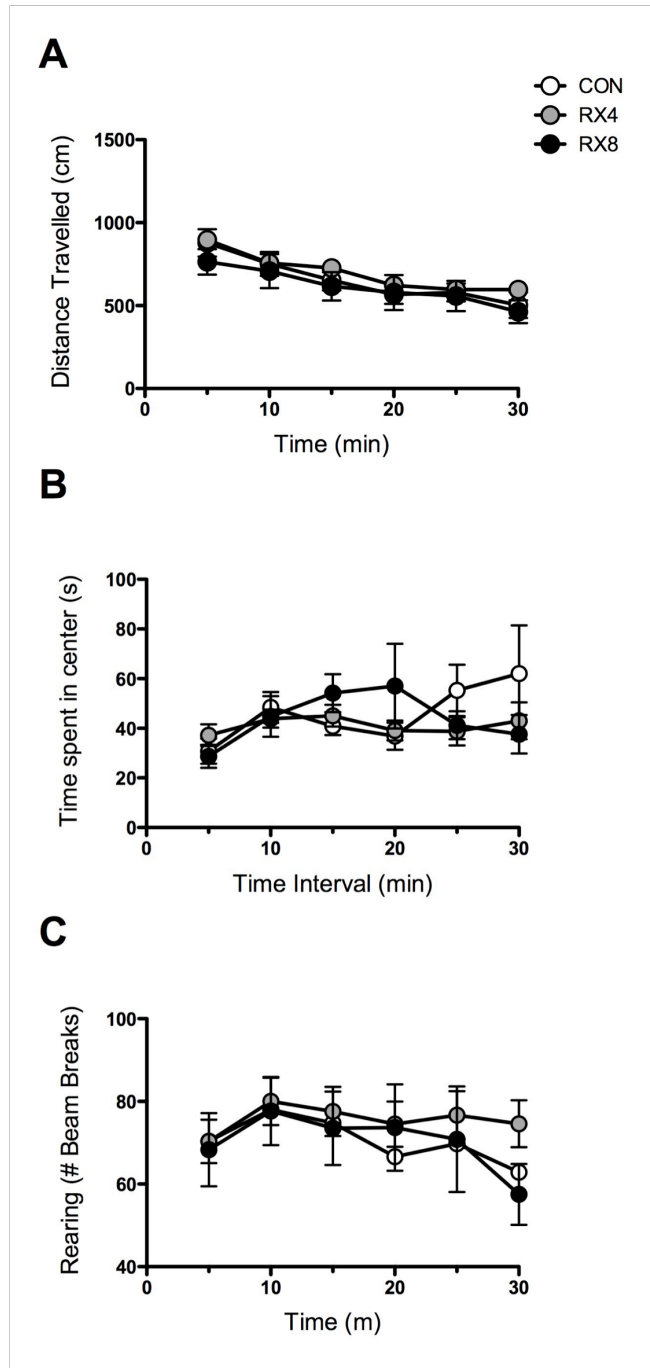 A
CON
RX4
RX8
Distance Travelled (cm)
1500
1000
500
0
0 10 20 30
Time (min)
B
Time spent in center (s)
100
80
60
40
20
0
0 10 20 30
Time Interval (min)
C
Rearing (# Beam Breaks)
100
80
60
40
0 10 20 30
Time (m)